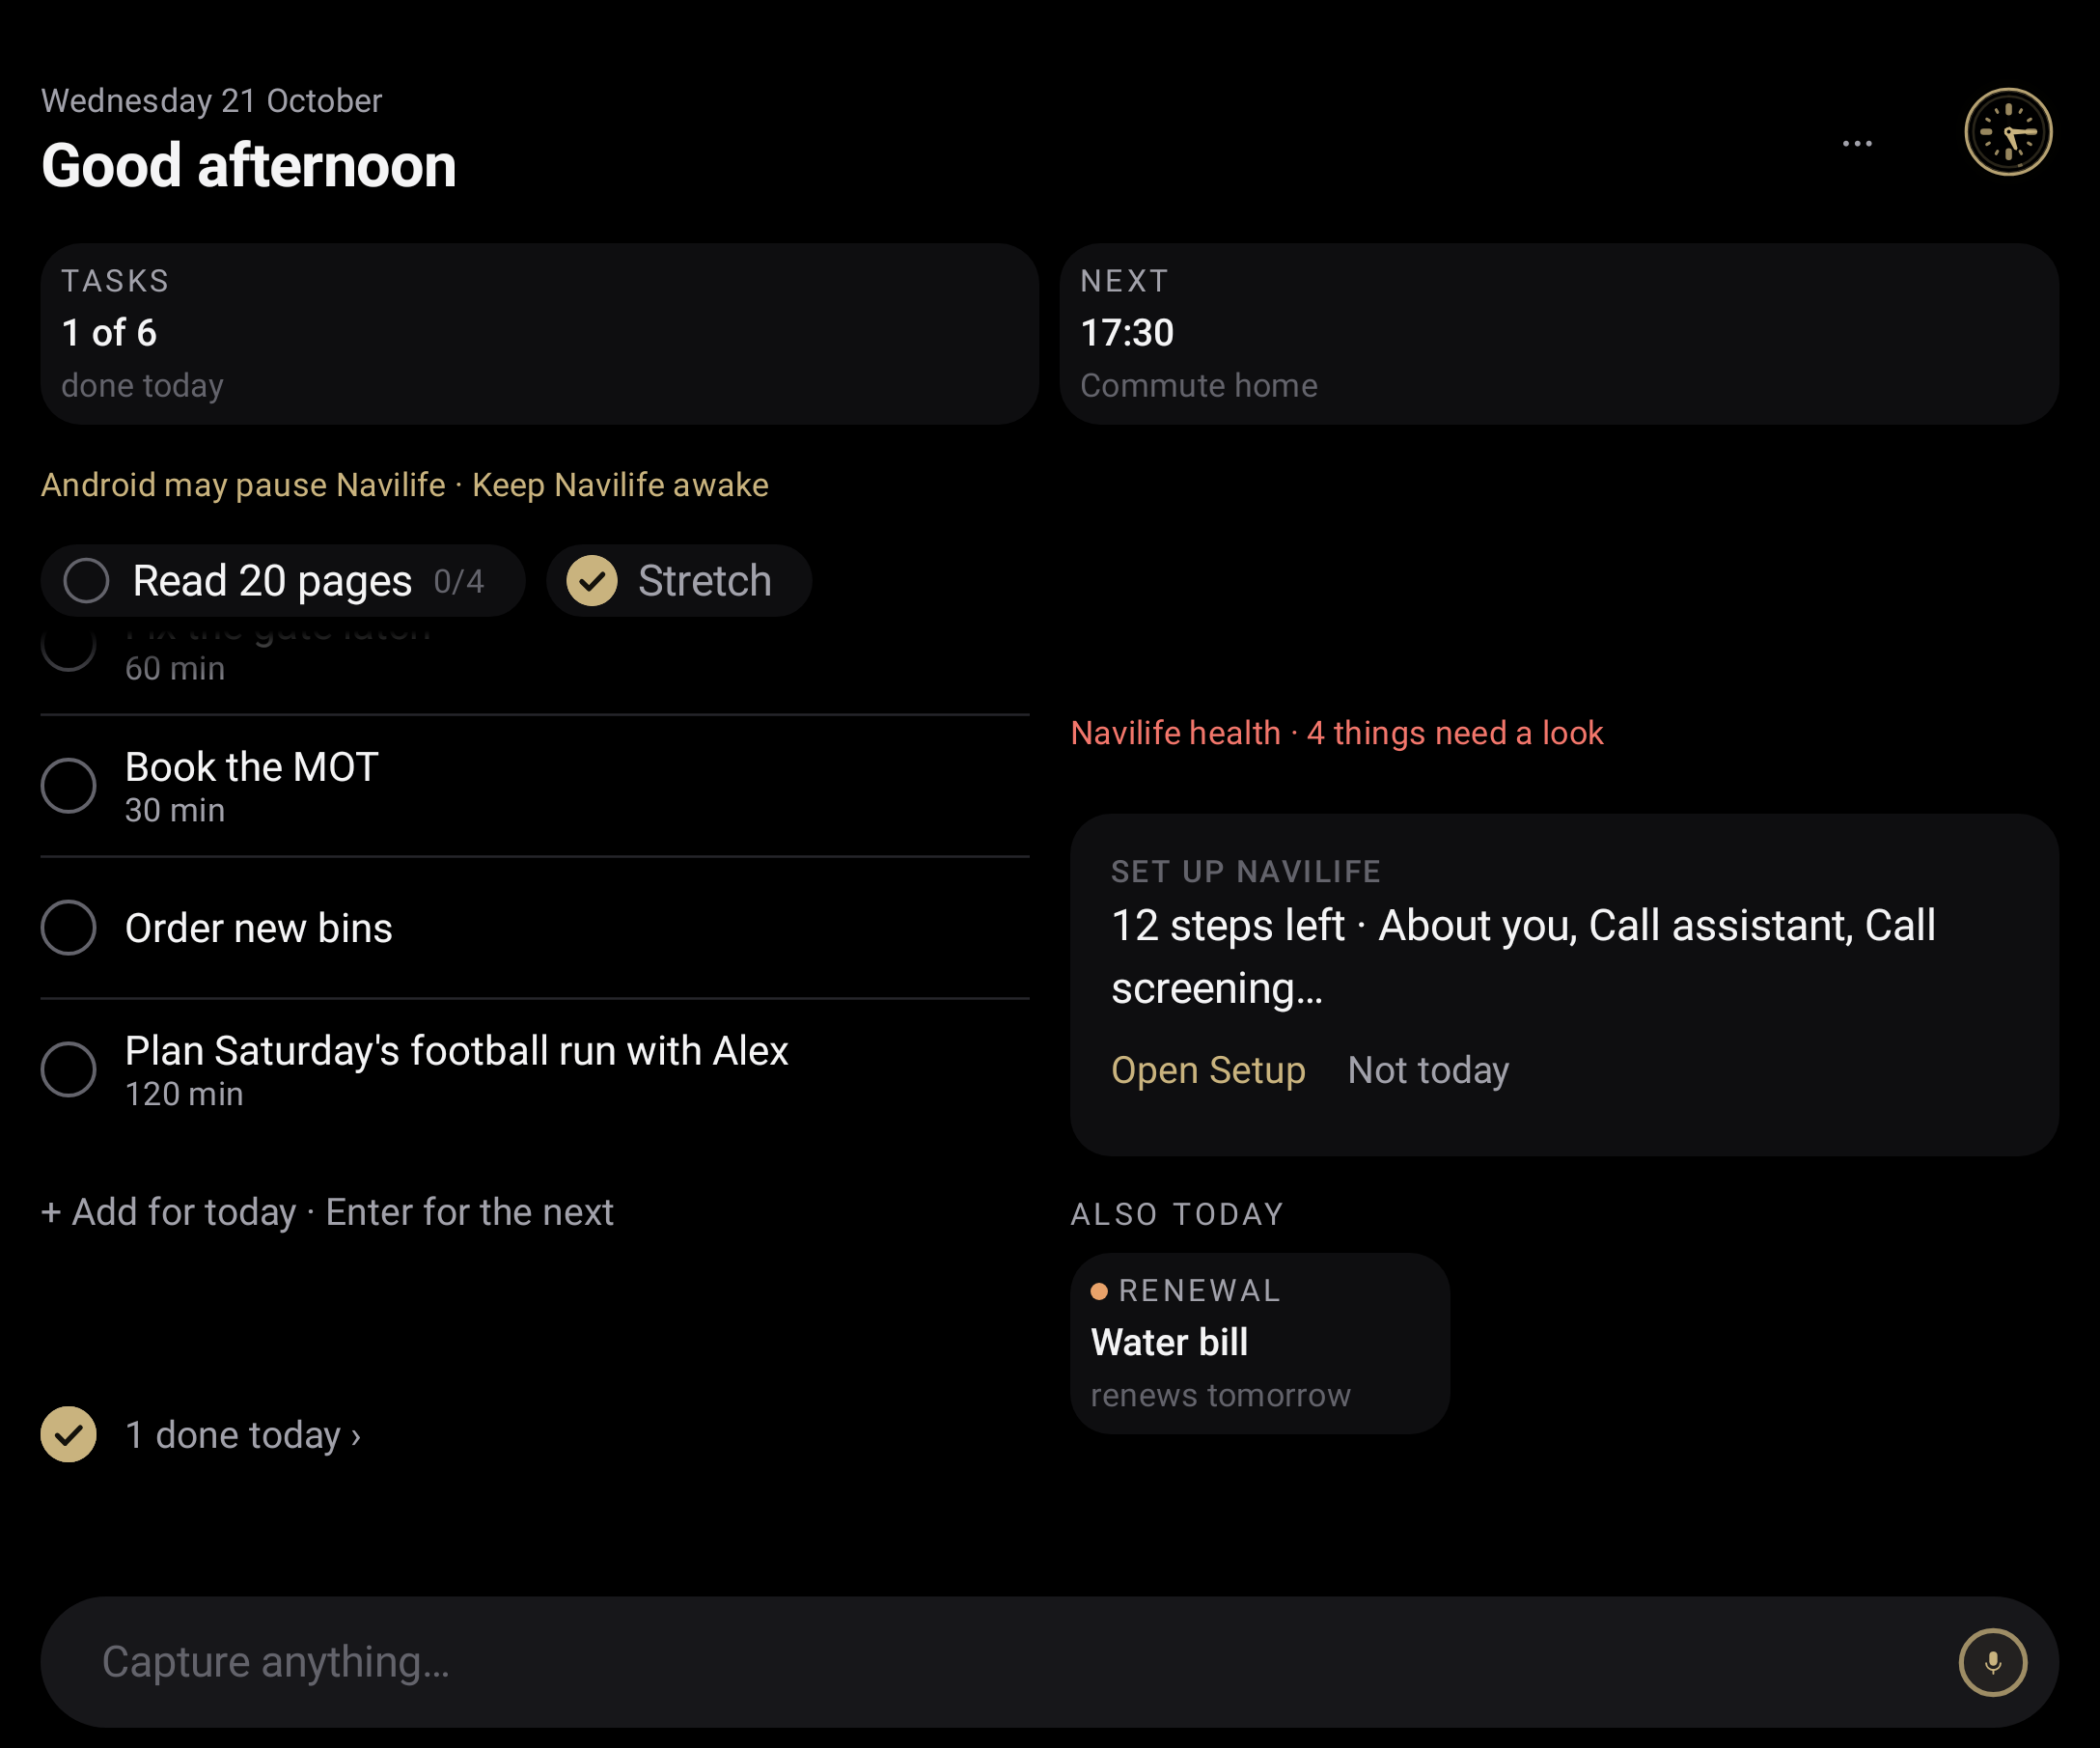 Wednesday 21 October
Good afternoon
...
TASKS
1 of 6
done today
NEXT
17:30
Commute home
Android may pause Navilife · Keep Navilife awake
Read 20 pages 0/4
Stretch
Fix the gate latch
60 min
Book the MOT
30 min
Order new bins
Plan Saturday's football run with Alex
120 min
+ Add for today · Enter for the next
1 done today ›
Navilife health · 4 things need a look
SET UP NAVILIFE
12 steps left · About you, Call assistant, Call
screening…
Open Setup Not today
ALSO TODAY
RENEWAL
Water bill
renews tomorrow
Capture anything…